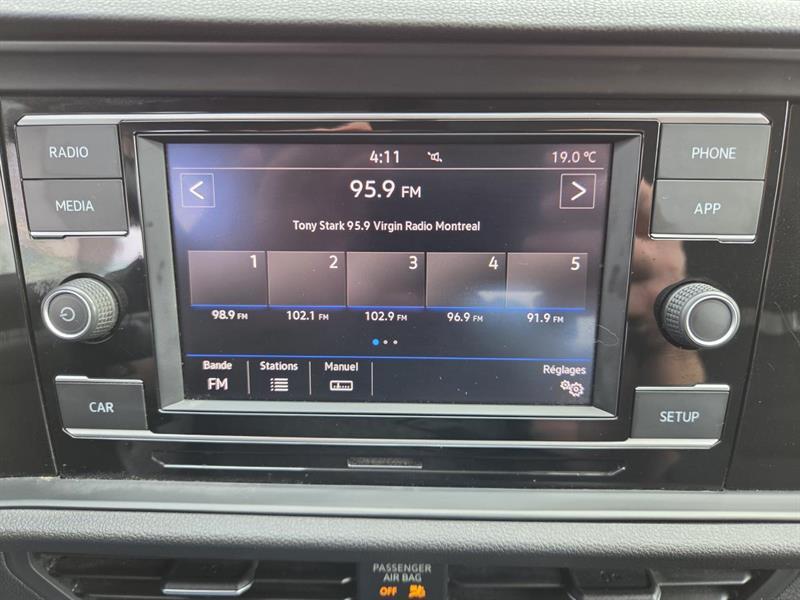 RADIO
MEDIA
CAR
PHONE
APP
SETUP
4:11 19.0 °C
< 95.9 FM >
Tony Stark 95.9 Virgin Radio Montreal
1 2 3 4 5
98.9 FM 102.1 FM 102.9 FM 96.9 FM 91.9 FM
Bande Stations Manuel Réglages
FM
PASSENGER
AIR BAG
OFF